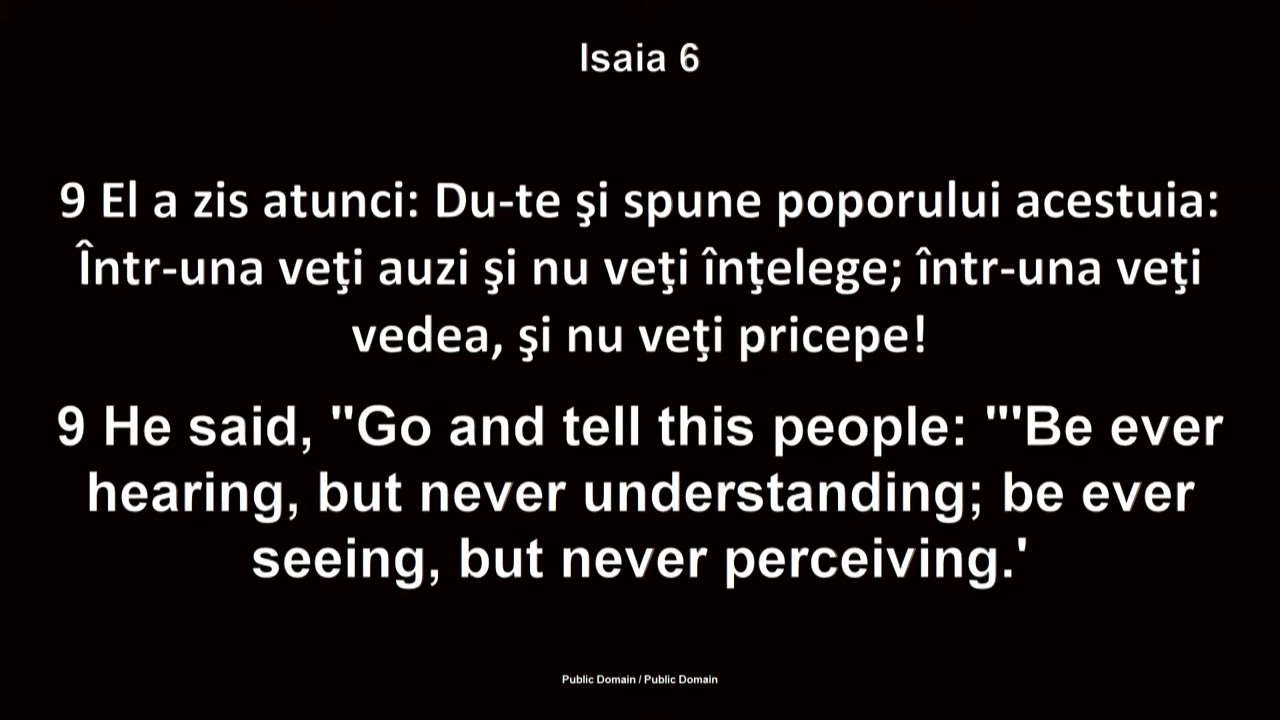 Isaia 6
9 El a zis atunci: Du-te şi spune poporului acestuia:
Într-una veţi auzi şi nu veţi înţelege; într-una veţi
vedea, şi nu veţi pricepe!
9 He said, "Go and tell this people: "'Be ever
hearing, but never understanding; be ever
seeing, but never perceiving.'
Public Domain / Public Domain